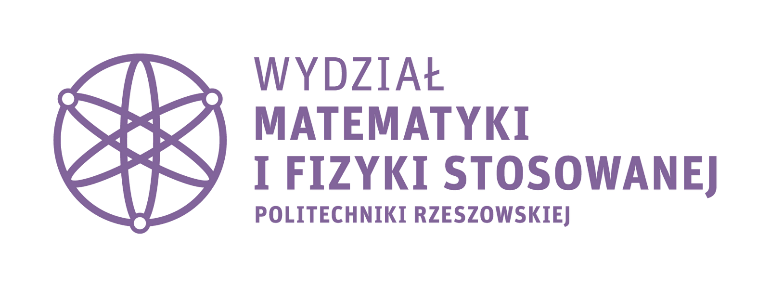 WYDZIAŁ
MATEMATYKI
I FIZYKI STOSOWANEJ
POLITECHNIKI RZESZOWSKIEJ